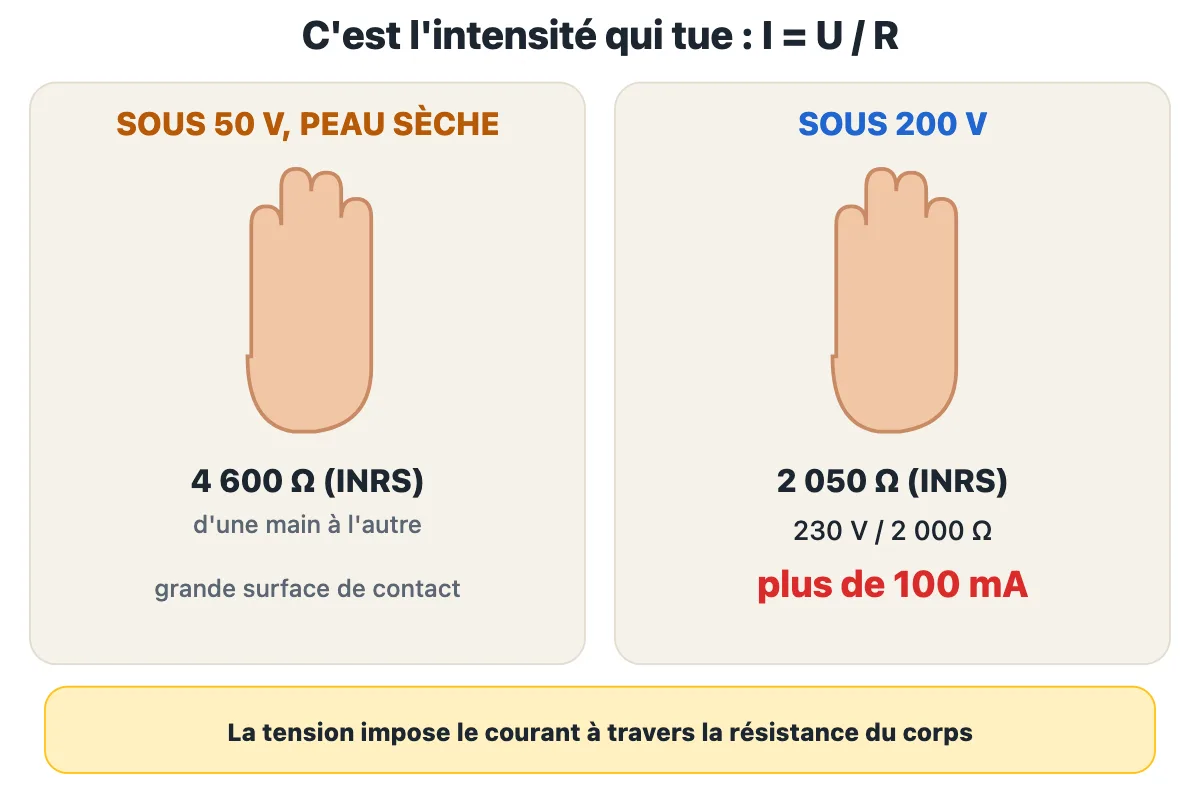 C'est l'intensité qui tue : I = U / R
SOUS 50 V, PEAU SÈCHE
4 600 Ω (INRS)
d'une main à l'autre
grande surface de contact
SOUS 200 V
2 050 Ω (INRS)
230 V / 2 000 Ω
plus de 100 mA
La tension impose le courant à travers la résistance du corps